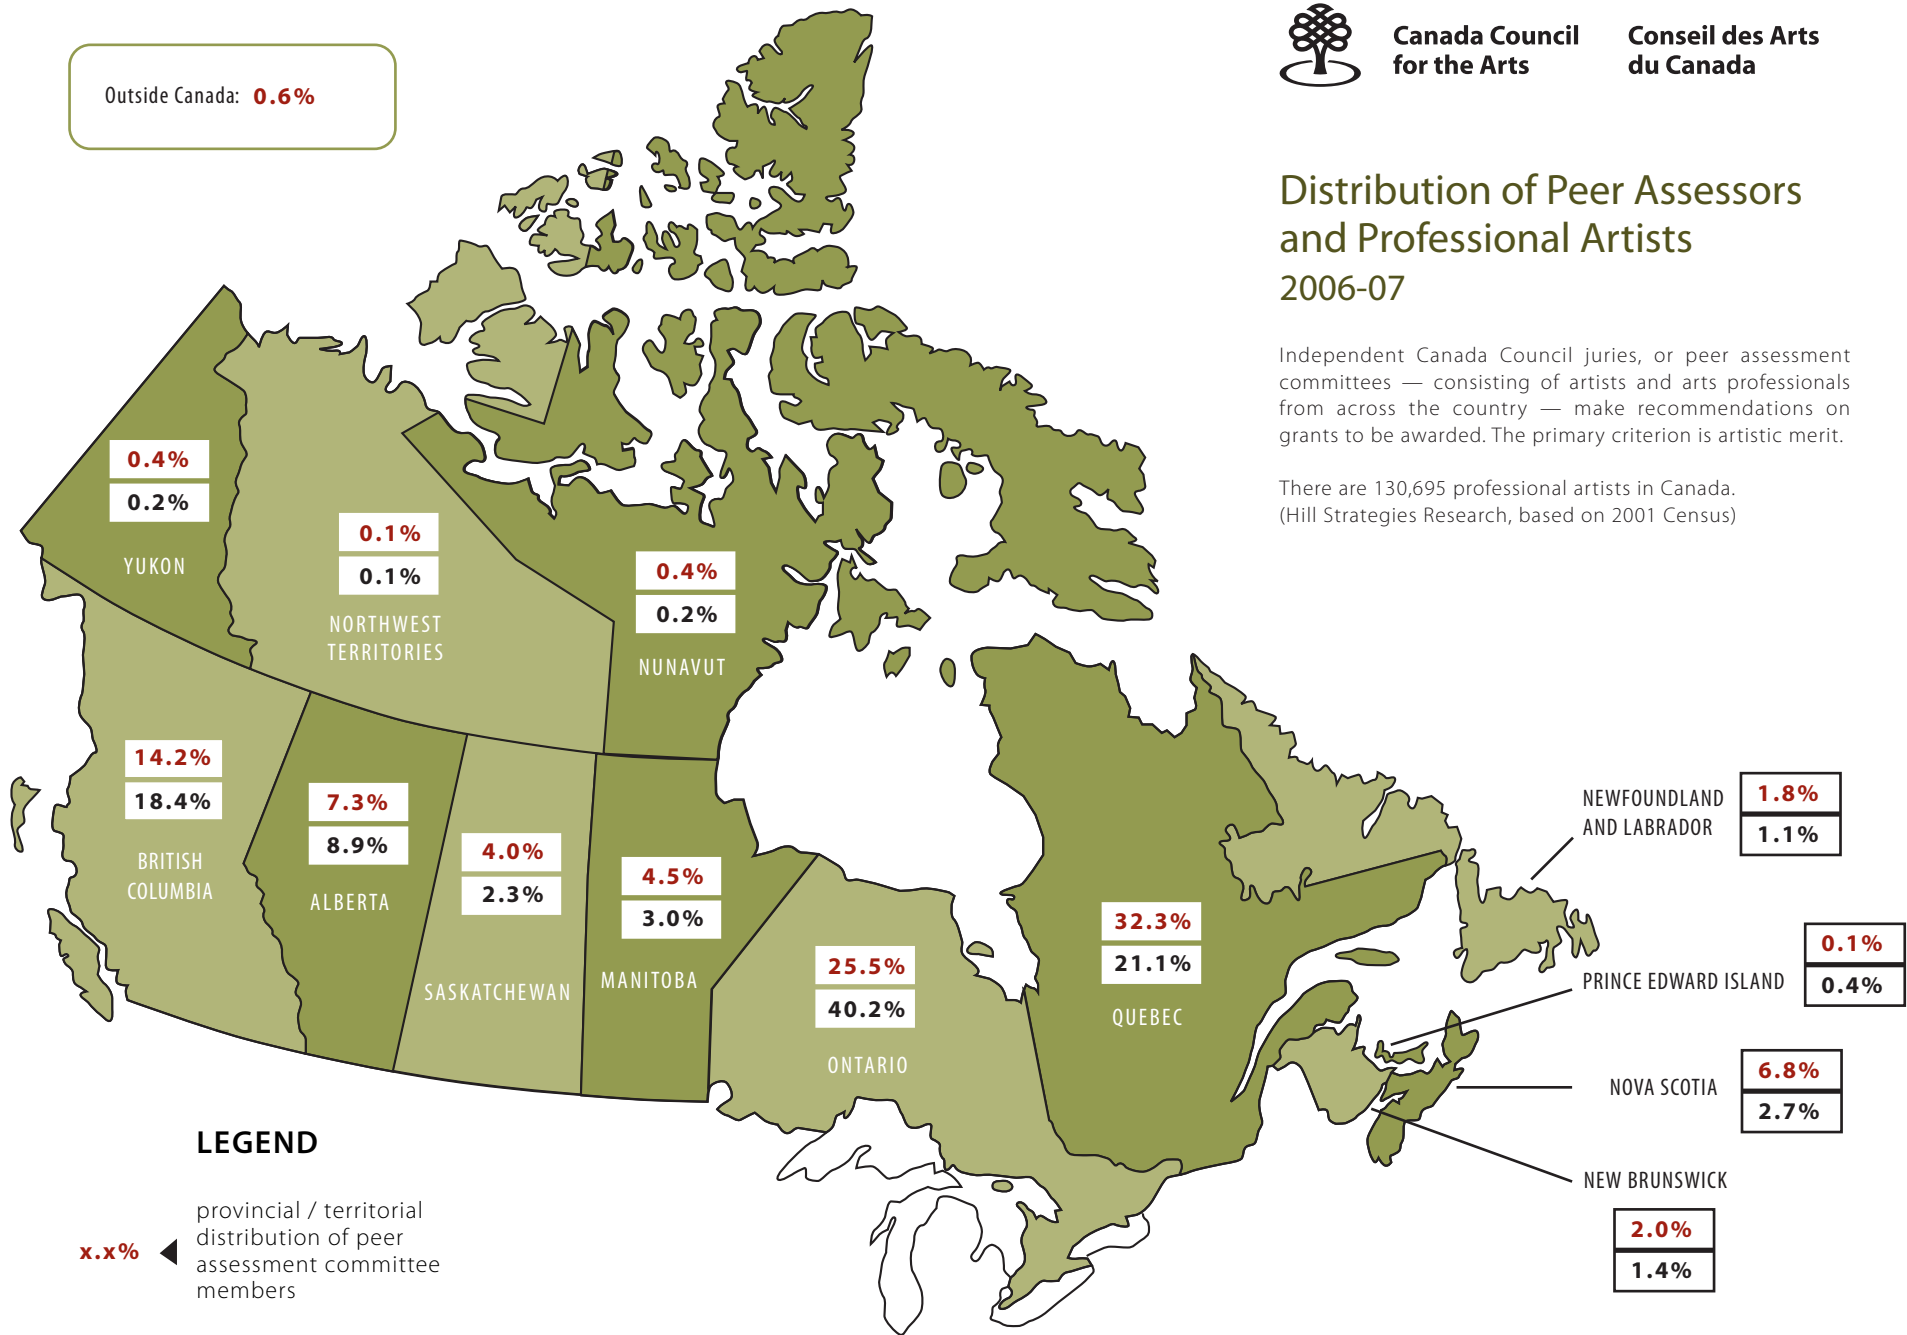 Outside Canada: 0.6%
Canada Council
for the Arts
Conseil des Arts
du Canada
Distribution of Peer Assessors
and Professional Artists
2006-07
Independent Canada Council juries, or peer assessment
committees — consisting of artists and arts professionals
from across the country — make recommendations on
grants to be awarded. The primary criterion is artistic merit.
There are 130,695 professional artists in Canada.
(Hill Strategies Research, based on 2001 Census)
0.4%
0.2%
YUKON
0.1%
0.1%
NORTHWEST
TERRITORIES
0.4%
0.2%
NUNAVUT
14.2%
18.4%
BRITISH
COLUMBIA
7.3%
8.9%
ALBERTA
4.0%
2.3%
SASKATCHEWAN
4.5%
3.0%
MANITOBA
25.5%
40.2%
ONTARIO
32.3%
21.1%
QUEBEC
NEWFOUNDLAND
AND LABRADOR
1.8%
1.1%
PRINCE EDWARD ISLAND
0.1%
0.4%
NOVA SCOTIA
6.8%
2.7%
NEW BRUNSWICK
2.0%
1.4%
LEGEND
x.x%
provincial / territorial
distribution of peer
assessment committee
members